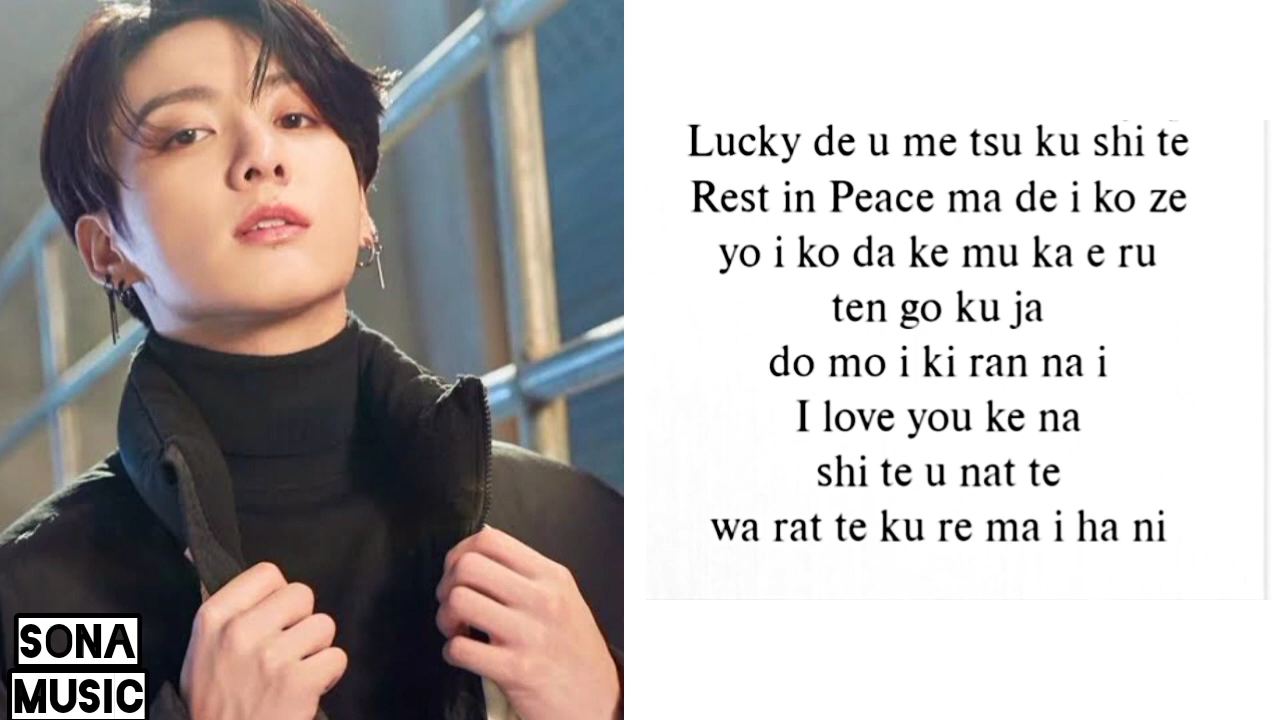 Lucky de u me tsu ku shi te
Rest in Peace ma de i ko ze
yo i ko da ke mu ka e ru
ten go ku ja
do mo i ki ran na i
I love you ke na
shi te u nat te
wa rat te ku re ma i ha ni
SONA
MUSIC